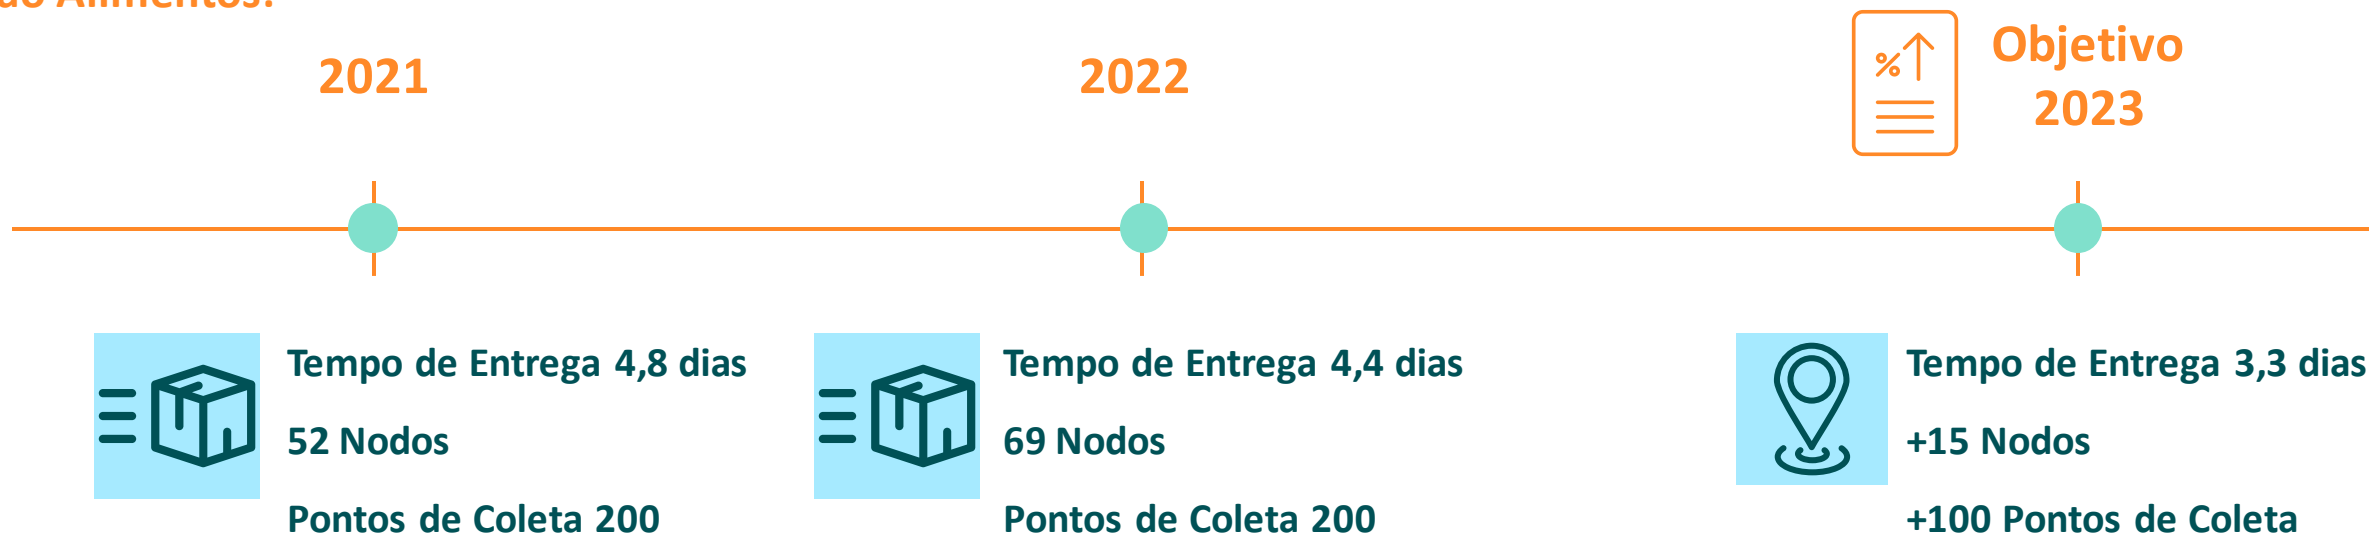 Alimentos:
2021
2022
%
Objetivo
2023
Tempo de Entrega 4,8 dias
52 Nodos
Pontos de Coleta 200
Tempo de Entrega 4,4 dias
69 Nodos
Pontos de Coleta 200
Tempo de Entrega 3,3 dias
+15 Nodos
+100 Pontos de Coleta